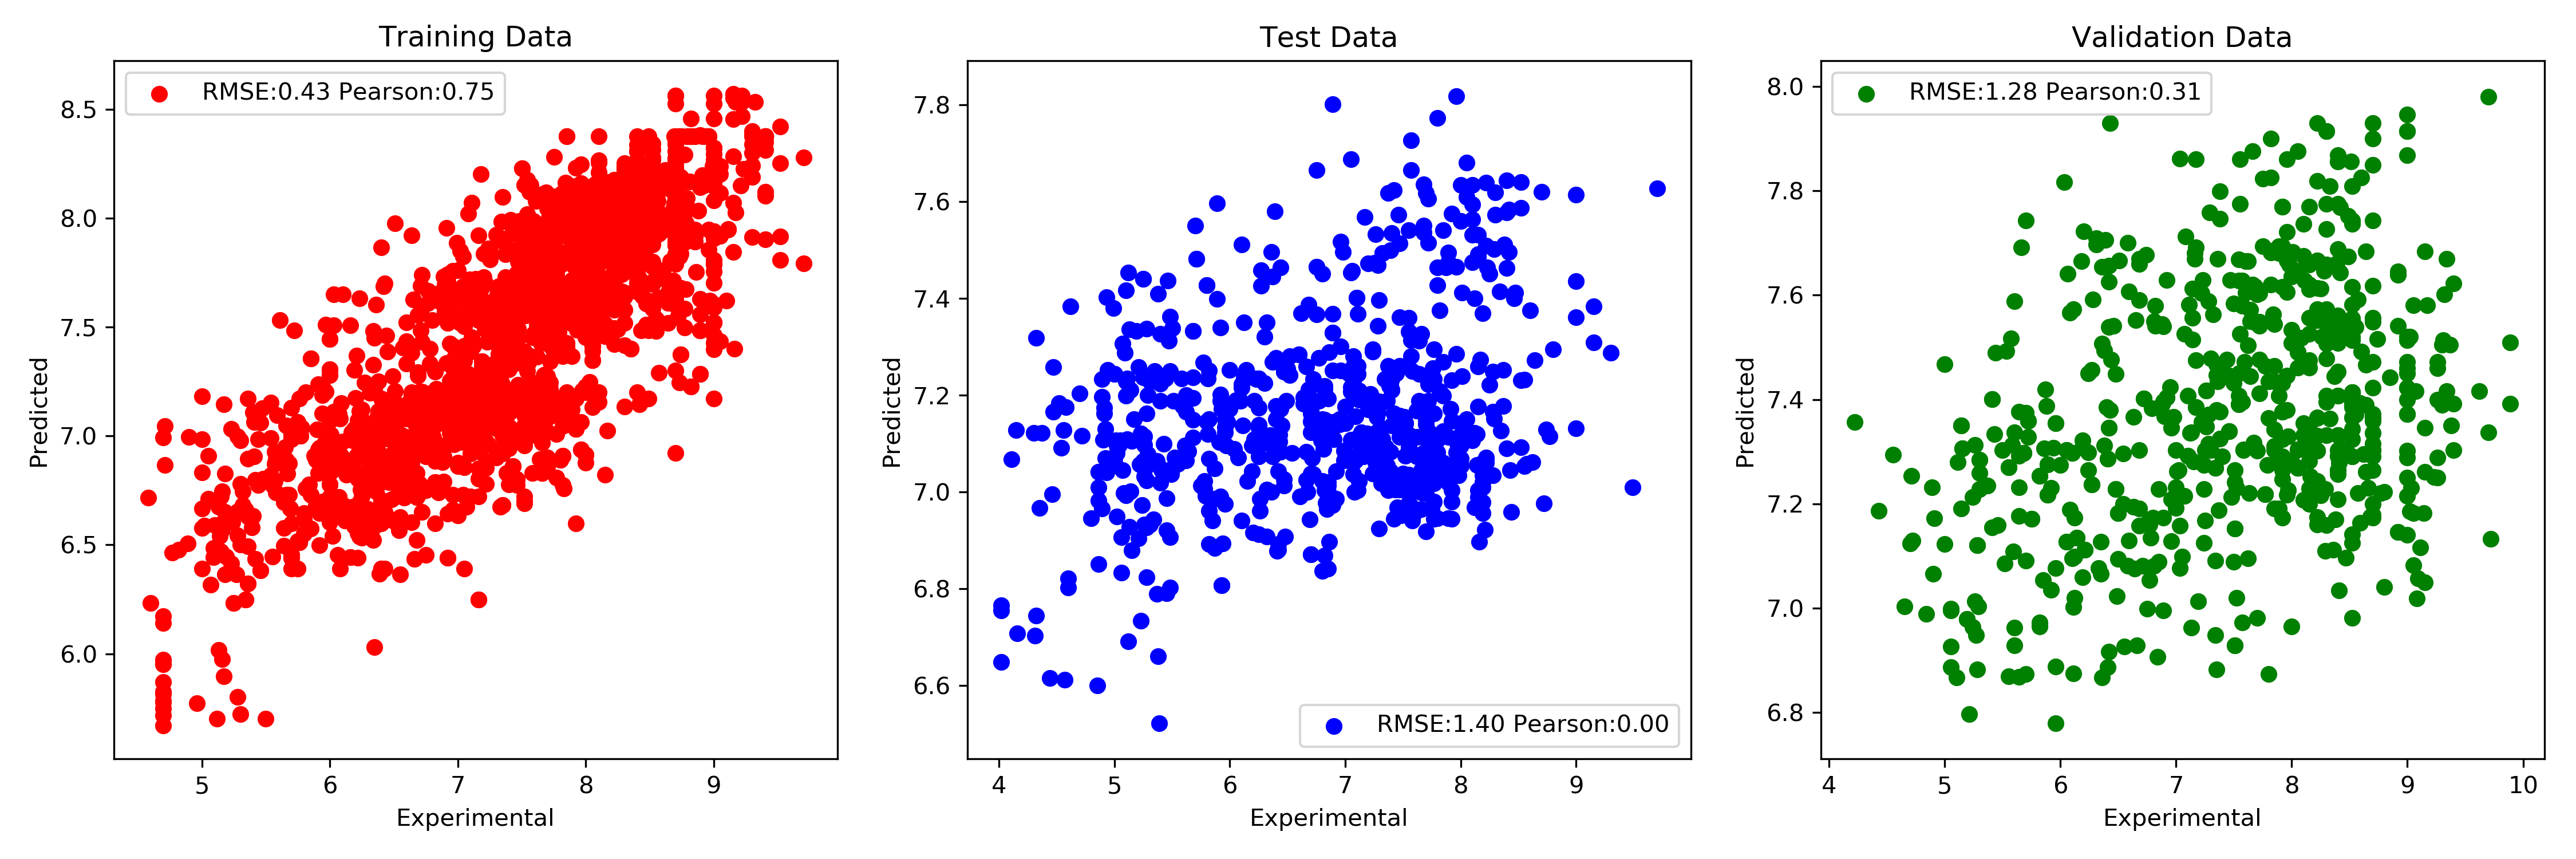 Training Data
RMSE:0.43 Pearson:0.75
8.5
8.0
7.5
7.0
6.5
6.0
Predicted
5 6 7 8 9
Experimental
Test Data
7.8
7.6
7.4
7.2
7.0
6.8
6.6
Predicted
RMSE:1.40 Pearson:0.00
4 5 6 7 8 9
Experimental
Validation Data
RMSE:1.28 Pearson:0.31
8.0
7.8
7.6
7.4
7.2
7.0
6.8
Predicted
4 5 6 7 8 9 10
Experimental